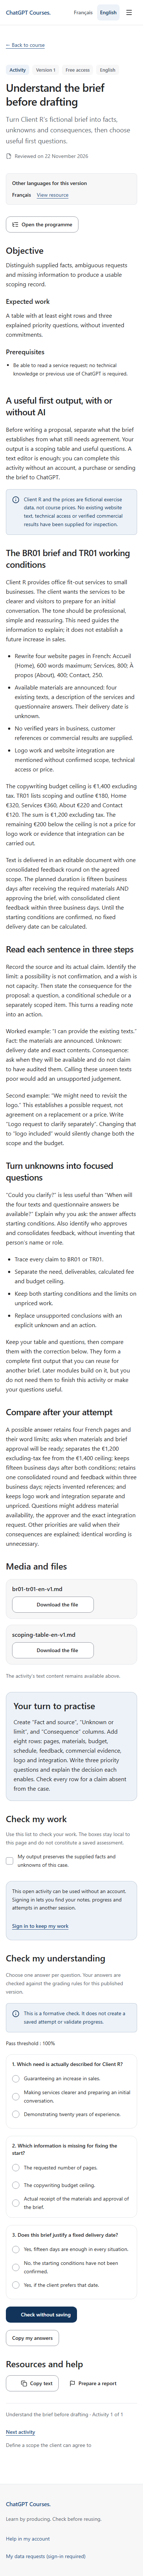 ChatGPT Courses.
Français English
← Back to course
Activity Version 1 Free access English
Understand the brief
before drafting
Turn Client R's fictional brief into facts,
unknowns and consequences, then choose
useful first questions.
Reviewed on 22 November 2026
Other languages for this version
Français View resource
Open the programme
Objective
Distinguish supplied facts, ambiguous requests
and missing information to produce a usable
scoping record.
Expected work
A table with at least eight rows and three
explained priority questions, without invented
commitments.
Prerequisites
Be able to read a service request; no technical
knowledge or previous use of ChatGPT is required.
A useful first output, with or
without AI
Before writing a proposal, separate what the brief
establishes from what still needs agreement. Your
output is a scoping table and useful questions. A
text editor is enough: you can complete this
activity without an account, a purchase or sending
the brief to ChatGPT.
Client R and the prices are fictional exercise
data, not course prices. No existing website
text, technical access or verified commercial
results have been supplied for inspection.
The BR01 brief and TR01 working
conditions
Client R provides office fit-out services to small
businesses. The client wants the services to be
clearer and visitors to prepare for an initial
conversation. The tone should be professional,
simple and reassuring. This need guides the
information to explain; it does not establish a
future increase in sales.
Rewrite four website pages in French: Accueil
(Home), 600 words maximum; Services, 800; À
propos (About), 400; Contact, 250.
Available materials are announced: four
existing texts, a description of the services and
questionnaire answers. Their delivery date is
unknown.
No verified years in business, customer
references or commercial results are supplied.
Logo work and website integration are
mentioned without confirmed scope, technical
access or price.
The copywriting budget ceiling is €1,400 excluding
tax. TR01 lists scoping and outline €180, Home
€320, Services €360, About €220 and Contact
€120. The sum is €1,200 excluding tax. The
remaining €200 below the ceiling is not a price for
logo work or evidence that integration can be
carried out.
Text is delivered in an editable document with one
consolidated feedback round on the agreed
scope. The planned duration is fifteen business
days after receiving the required materials AND
approving the brief, with consolidated feedback
within three business working days. Until the
starting conditions are confirmed, no fixed
delivery date can be calculated.
Read each sentence in three steps
Record the source and its actual claim. Identify the
limit: a possibility is not confirmation, and a wish is
not a result. Then state the consequence for the
proposal: a question, a conditional schedule or a
separately scoped item. This turns a reading note
into an action.
Worked example: "I can provide the existing texts."
Fact: the materials are announced. Unknown:
delivery date and exact contents. Consequence:
ask when they will be available and do not claim
to have audited them. Calling these unseen texts
poor would add an unsupported judgement.
Second example: "We might need to revisit the
logo." This establishes a possible request, not
agreement on a replacement or a price. Write
"Logo request to clarify separately". Changing that
to "logo included" would silently change both the
scope and the budget.
Turn unknowns into focused
questions
"Could you clarify?" is less useful than "When will
the four texts and questionnaire answers be
available?" Explain why you ask: the answer affects
starting conditions. Also identify who approves
and consolidates feedback, without inventing that
person's name or role.
Trace every claim to BR01 or TR01.
Separate the need, deliverables, calculated fee
and budget ceiling.
Keep both starting conditions and the limits on
unpriced work.
Replace unsupported conclusions with an
explicit unknown and an action.
Keep your table and questions, then compare
them with the correction below. They form a
complete first output that you can reuse for
another brief. Later modules build on it, but you
do not need them to finish this activity or make
your questions useful.
Compare after your attempt
A possible answer retains four French pages and
their word limits; asks when materials will arrive and
approval may be word; separates the €1,200
excluding-tax fee from the €1,400 ceiling; keeps
fifteen business days after both conditions; retains
one consolidated round and feedback within three
business days; rejects invented references; and
keeps logo work and integration separate and
unpriced. Questions about delivered material
availability, the approver and the exact integration
request. Other priorities are valid when their
consequences are explained; identical wording is
unnecessary.
Media and files
br01-tr01-en-v1.md
Download the file
scoping-table-en-v1.md
Download the file
The activity's text content remains available above.
Your turn to practise
Create "Fact and source", "Unknown or
limit", and "Consequence" columns. Add
eight rows: pages, materials, budget,
schedule, feedback, commercial evidence,
logo and integration. Write three priority
questions and explain the decision each
enables. Check every row for a claim absent
from the case.
Check my work
Use this list to check your work. The boxes stay local to
this page and do not constitute a saved assessment.
My output preserves the supplied facts and
unknowns of this case.
This open activity can be used without an account.
Signing in lets you find your notes, progress and
attempts in another session.
Sign in to keep my work
Check my understanding
Choose one answer per question. Your answers are
checked against the grading rules for this published
version.
This is a formative check. It does not create a
saved attempt or validate progress.
Pass threshold : 100%
1. Which need is actually described for Client R?
Guaranteeing an increase in sales.
Making services clearer and preparing an initial
conversation.
Demonstrating twenty years of experience.
2. Which information is missing for fixing the
start?
The requested number of pages.
The copywriting budget ceiling.
Actual receipt of the materials and approval of
the brief.
3. Does this brief justify a fixed delivery date?
Yes, fifteen days are enough in every situation.
No, the starting conditions have not been
confirmed.
Yes, if the client prefers that date.
Check without saving
Copy my answers
Resources and help
Copy text Prepare a report
Understand the brief before drafting · Activity 1 of 1
Next activity
Define a scope the client can agree to
ChatGPT Courses.
Learn by producing. Check before reusing.
Help in my account
My data requests (sign-in required)